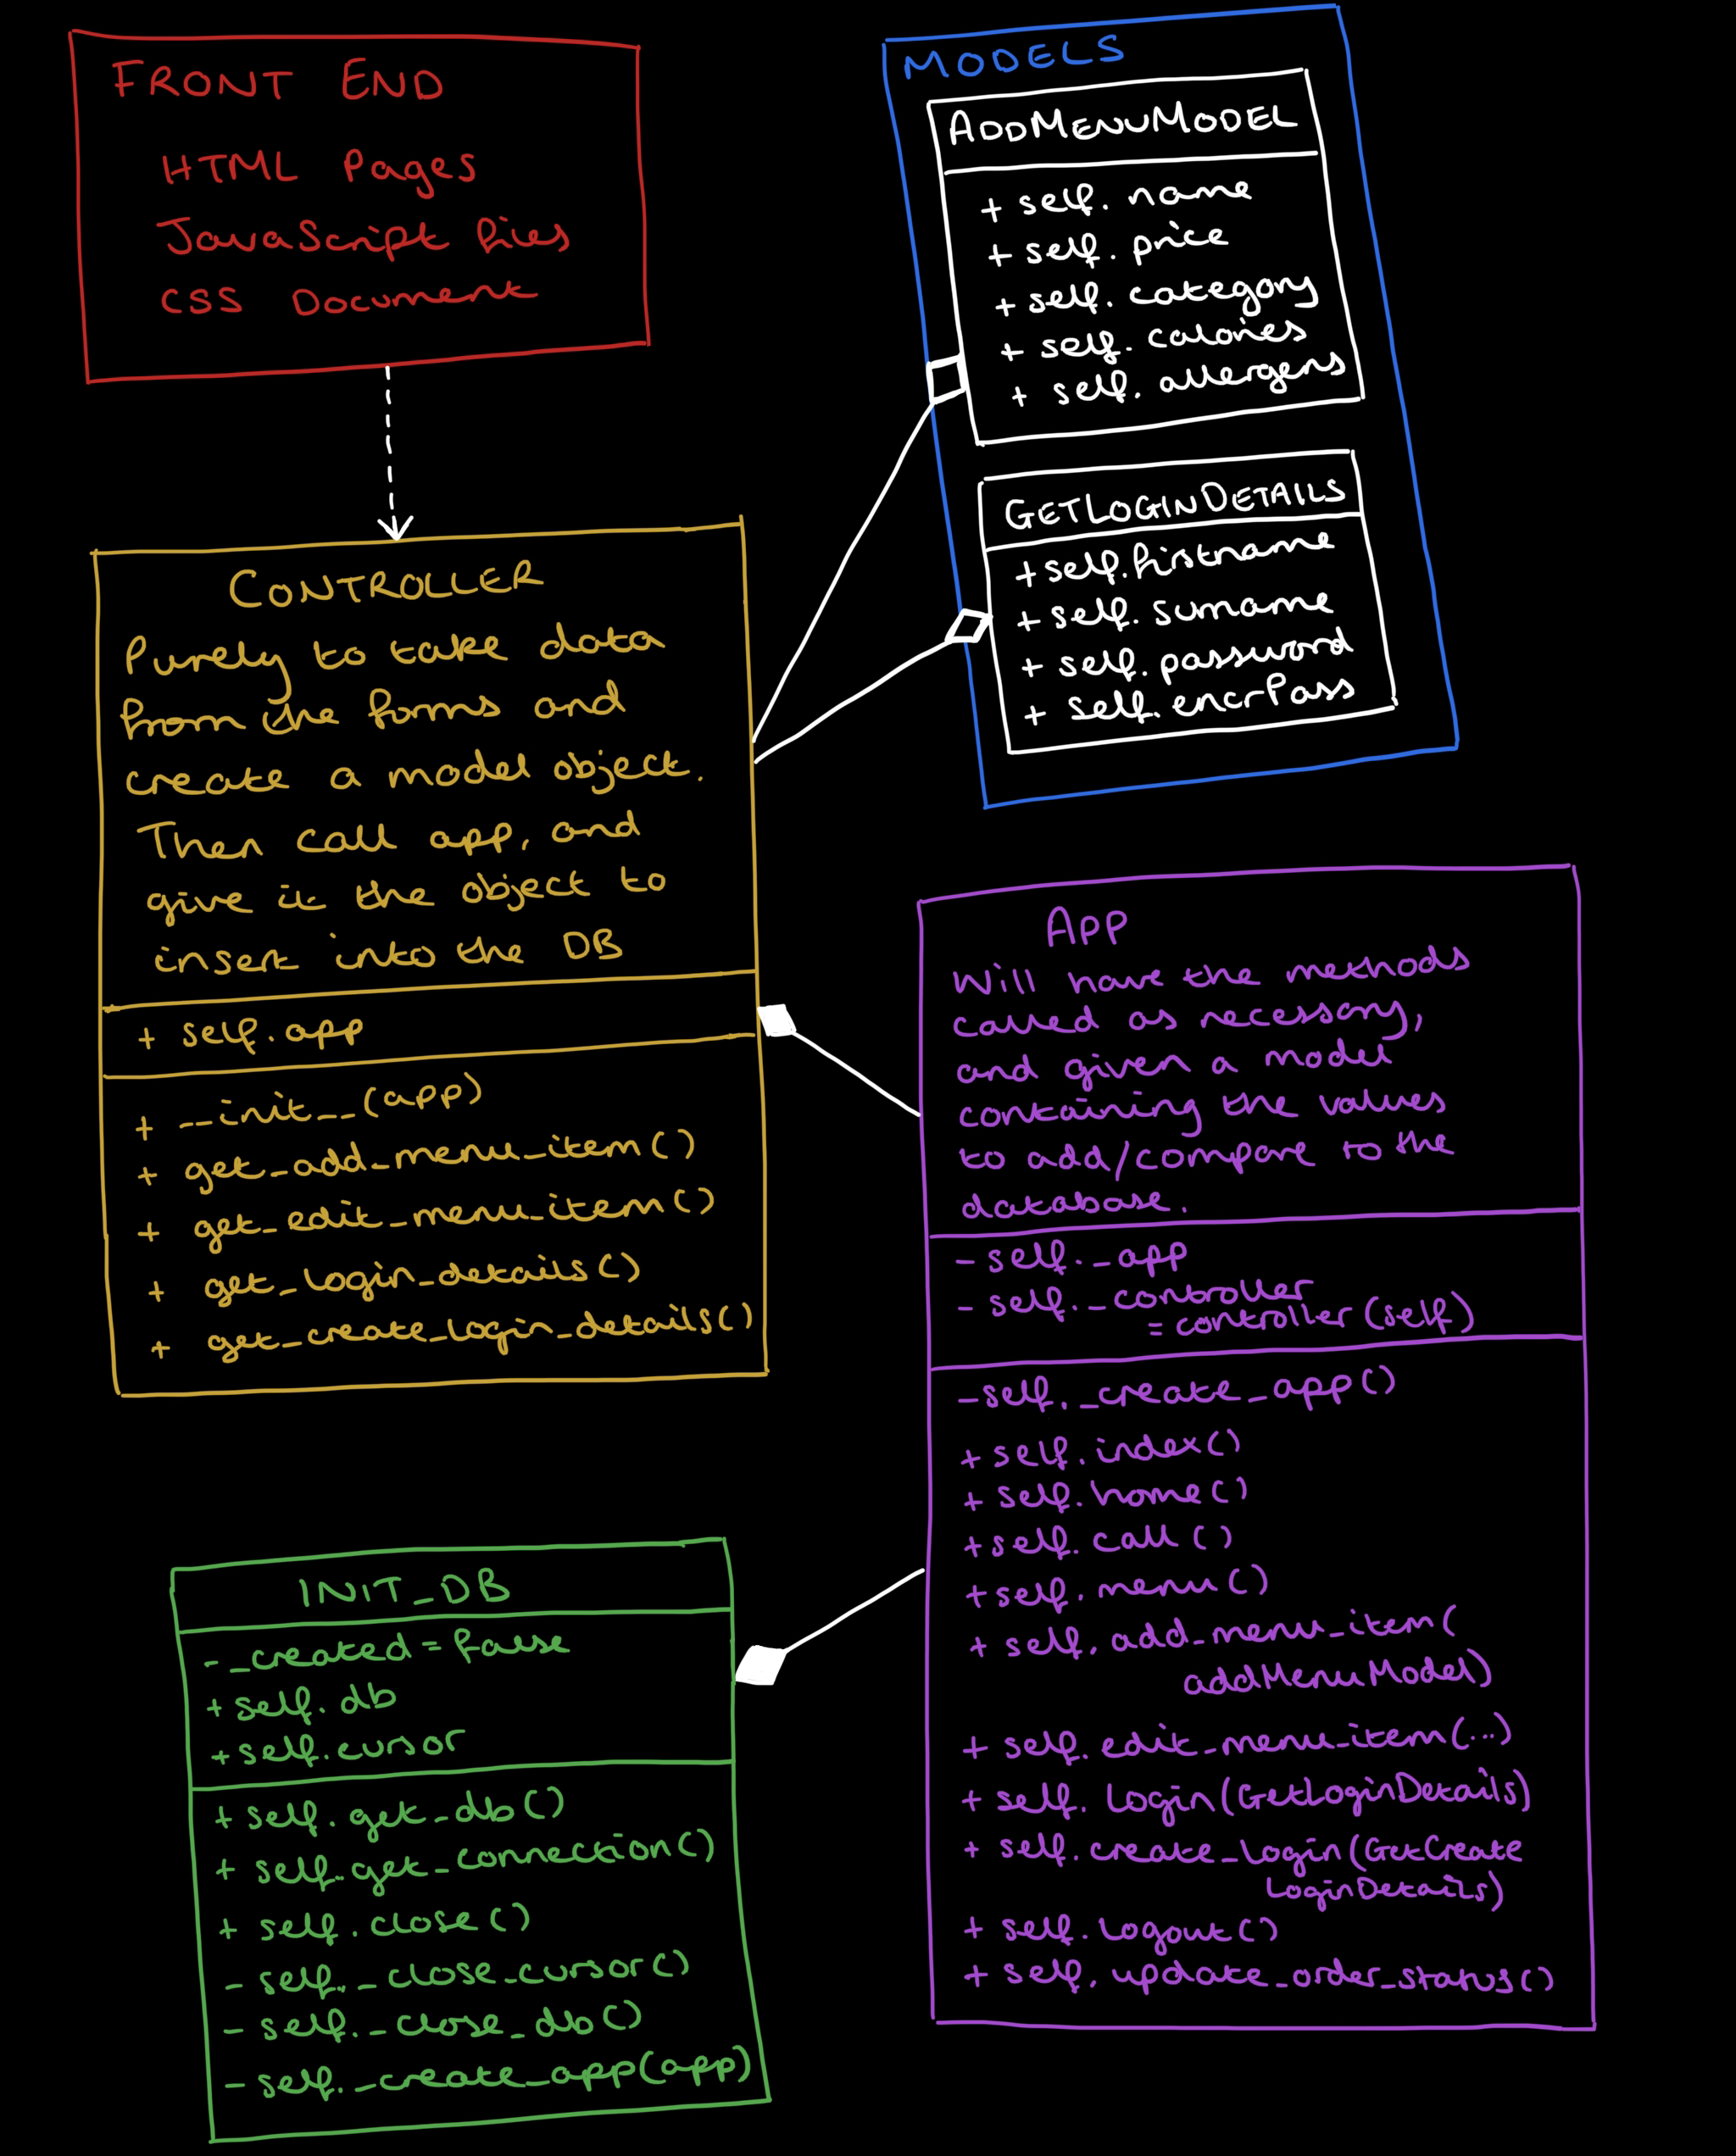 FRONT END
HTML Pages
JavaScript files
CSS Document
MODELS
ADDMENUMODEL
+ self. name
+ self. price
+ self. category
+ self. calories
+ self. allergens
GETLOGINDETAILS
+ self.firstname
+ self. surname
+ self. password
+ self. encrPass
CONTROLLER
Purely to take data
from the forms and
create a model object.
Then call app, and
give it the object to
insert into the DB
+ self.app
+ __init__(app)
+ get_add_menu_item()
+ get_edit_menu_item()
+ get_login_details()
+ get_create_login_details()
APP
Will have the methods
called as necessary,
and given a model
containing the values
to add/compare to the
database.
- self._app
- self._controller
= controller(self)
- self._create_app()
+ self.index()
+ self.home()
+ self. call()
+ self. menu()
+ self. add_menu_item(
addMenuModel)
+ self. edit_menu_item(...)
+ self. Login(GetLoginDetails)
+ self.create_login(GetCreate
LoginDetails)
+ self. Logout()
+ self. update_order_status()
INIT_DB
- _created = false
+ self. db
+ self.cursor
+ self. get_db()
+ self.get_connection()
+ self. close()
- self._close_cursor()
- self._close_db()
- self._create_app(app)